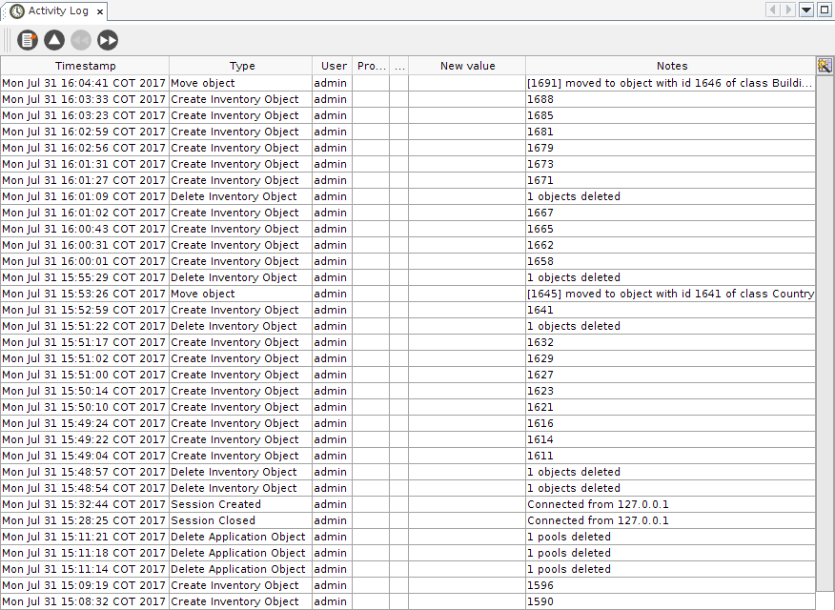 Activity Log x
Timestamp Type User Pro... ... New value Notes
Mon Jul 31 16:04:41 COT 2017 Move object admin [1691] moved to object with id 1646 of class Buildi...
Mon Jul 31 16:03:33 COT 2017 Create Inventory Object admin 1688
Mon Jul 31 16:03:23 COT 2017 Create Inventory Object admin 1685
Mon Jul 31 16:02:59 COT 2017 Create Inventory Object admin 1681
Mon Jul 31 16:02:56 COT 2017 Create Inventory Object admin 1679
Mon Jul 31 16:01:31 COT 2017 Create Inventory Object admin 1673
Mon Jul 31 16:01:27 COT 2017 Create Inventory Object admin 1671
Mon Jul 31 16:01:09 COT 2017 Delete Inventory Object admin 1 objects deleted
Mon Jul 31 16:01:02 COT 2017 Create Inventory Object admin 1667
Mon Jul 31 16:00:43 COT 2017 Create Inventory Object admin 1665
Mon Jul 31 16:00:31 COT 2017 Create Inventory Object admin 1662
Mon Jul 31 16:00:01 COT 2017 Create Inventory Object admin 1658
Mon Jul 31 15:55:29 COT 2017 Delete Inventory Object admin 1 objects deleted
Mon Jul 31 15:53:26 COT 2017 Move object admin [1645] moved to object with id 1641 of class Country
Mon Jul 31 15:52:59 COT 2017 Create Inventory Object admin 1641
Mon Jul 31 15:51:22 COT 2017 Delete Inventory Object admin 1 objects deleted
Mon Jul 31 15:51:17 COT 2017 Create Inventory Object admin 1632
Mon Jul 31 15:51:02 COT 2017 Create Inventory Object admin 1629
Mon Jul 31 15:51:00 COT 2017 Create Inventory Object admin 1627
Mon Jul 31 15:50:14 COT 2017 Create Inventory Object admin 1623
Mon Jul 31 15:50:10 COT 2017 Create Inventory Object admin 1621
Mon Jul 31 15:49:24 COT 2017 Create Inventory Object admin 1616
Mon Jul 31 15:49:22 COT 2017 Create Inventory Object admin 1614
Mon Jul 31 15:49:04 COT 2017 Create Inventory Object admin 1611
Mon Jul 31 15:48:57 COT 2017 Delete Inventory Object admin 1 objects deleted
Mon Jul 31 15:48:54 COT 2017 Delete Inventory Object admin 1 objects deleted
Mon Jul 31 15:32:44 COT 2017 Session Created admin Connected from 127.0.0.1
Mon Jul 31 15:28:25 COT 2017 Session Closed admin Connected from 127.0.0.1
Mon Jul 31 15:11:21 COT 2017 Delete Application Object admin 1 pools deleted
Mon Jul 31 15:11:18 COT 2017 Delete Application Object admin 1 pools deleted
Mon Jul 31 15:11:14 COT 2017 Delete Application Object admin 1 pools deleted
Mon Jul 31 15:09:19 COT 2017 Create Inventory Object admin 1596
Mon Jul 31 15:08:32 COT 2017 Create Inventory Object admin 1590